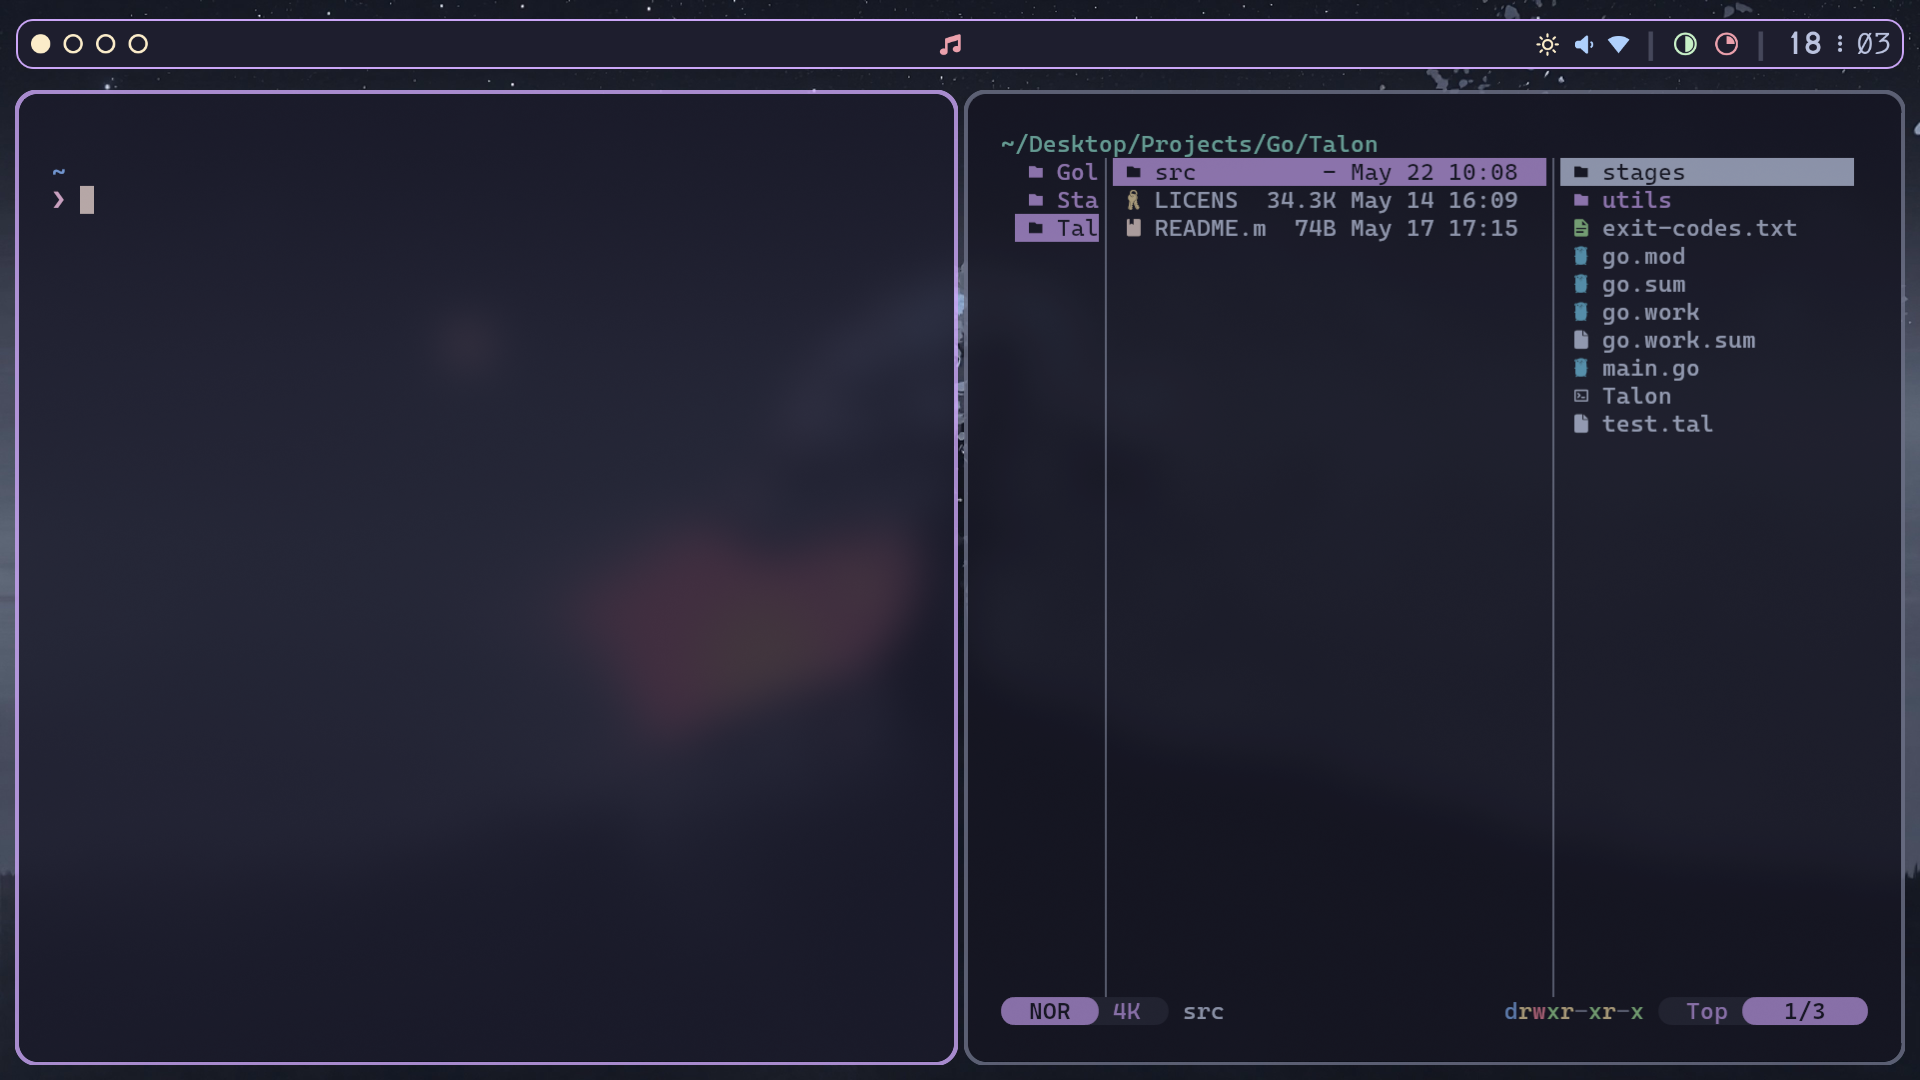 18 : 03
~
❯
~/Desktop/Projects/Go/Talon
Gol
Sta
Tal
src - May 22 10:08
LICENS 34.3K May 14 16:09
README.m 74B May 17 17:15
stages
utils
exit-codes.txt
go.mod
go.sum
go.work
go.work.sum
main.go
Talon
test.tal
NOR 4K src drwxr-xr-x Top 1/3